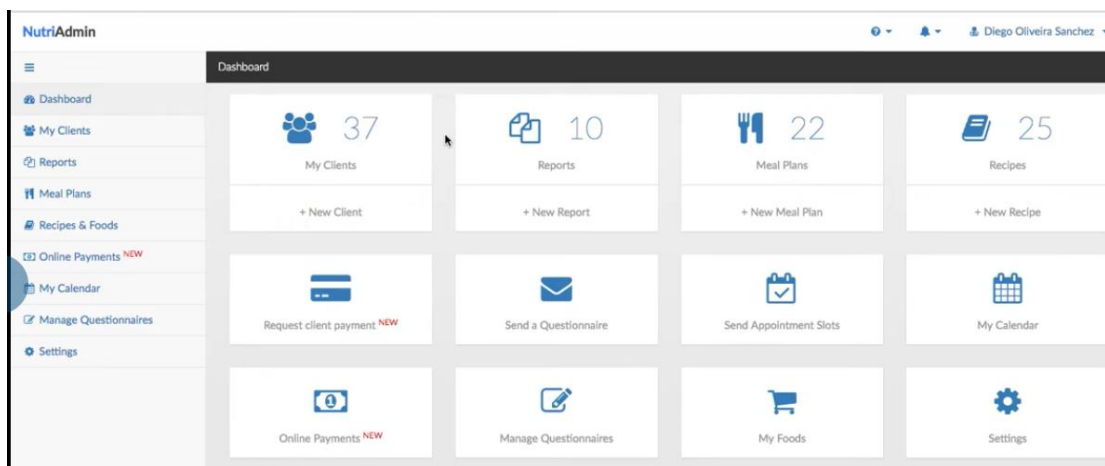 NutriAdmin
Diego Oliveira Sanchez
Dashboard
Dashboard
My Clients
Reports
Meal Plans
Recipes & Foods
Online Payments NEW
My Calendar
Manage Questionnaires
Settings
37
My Clients
+ New Client
10
Reports
+ New Report
22
Meal Plans
+ New Meal Plan
25
Recipes
+ New Recipe
Request client payment NEW
Send a Questionnaire
Send Appointment Slots
My Calendar
Online Payments NEW
Manage Questionnaires
My Foods
Settings